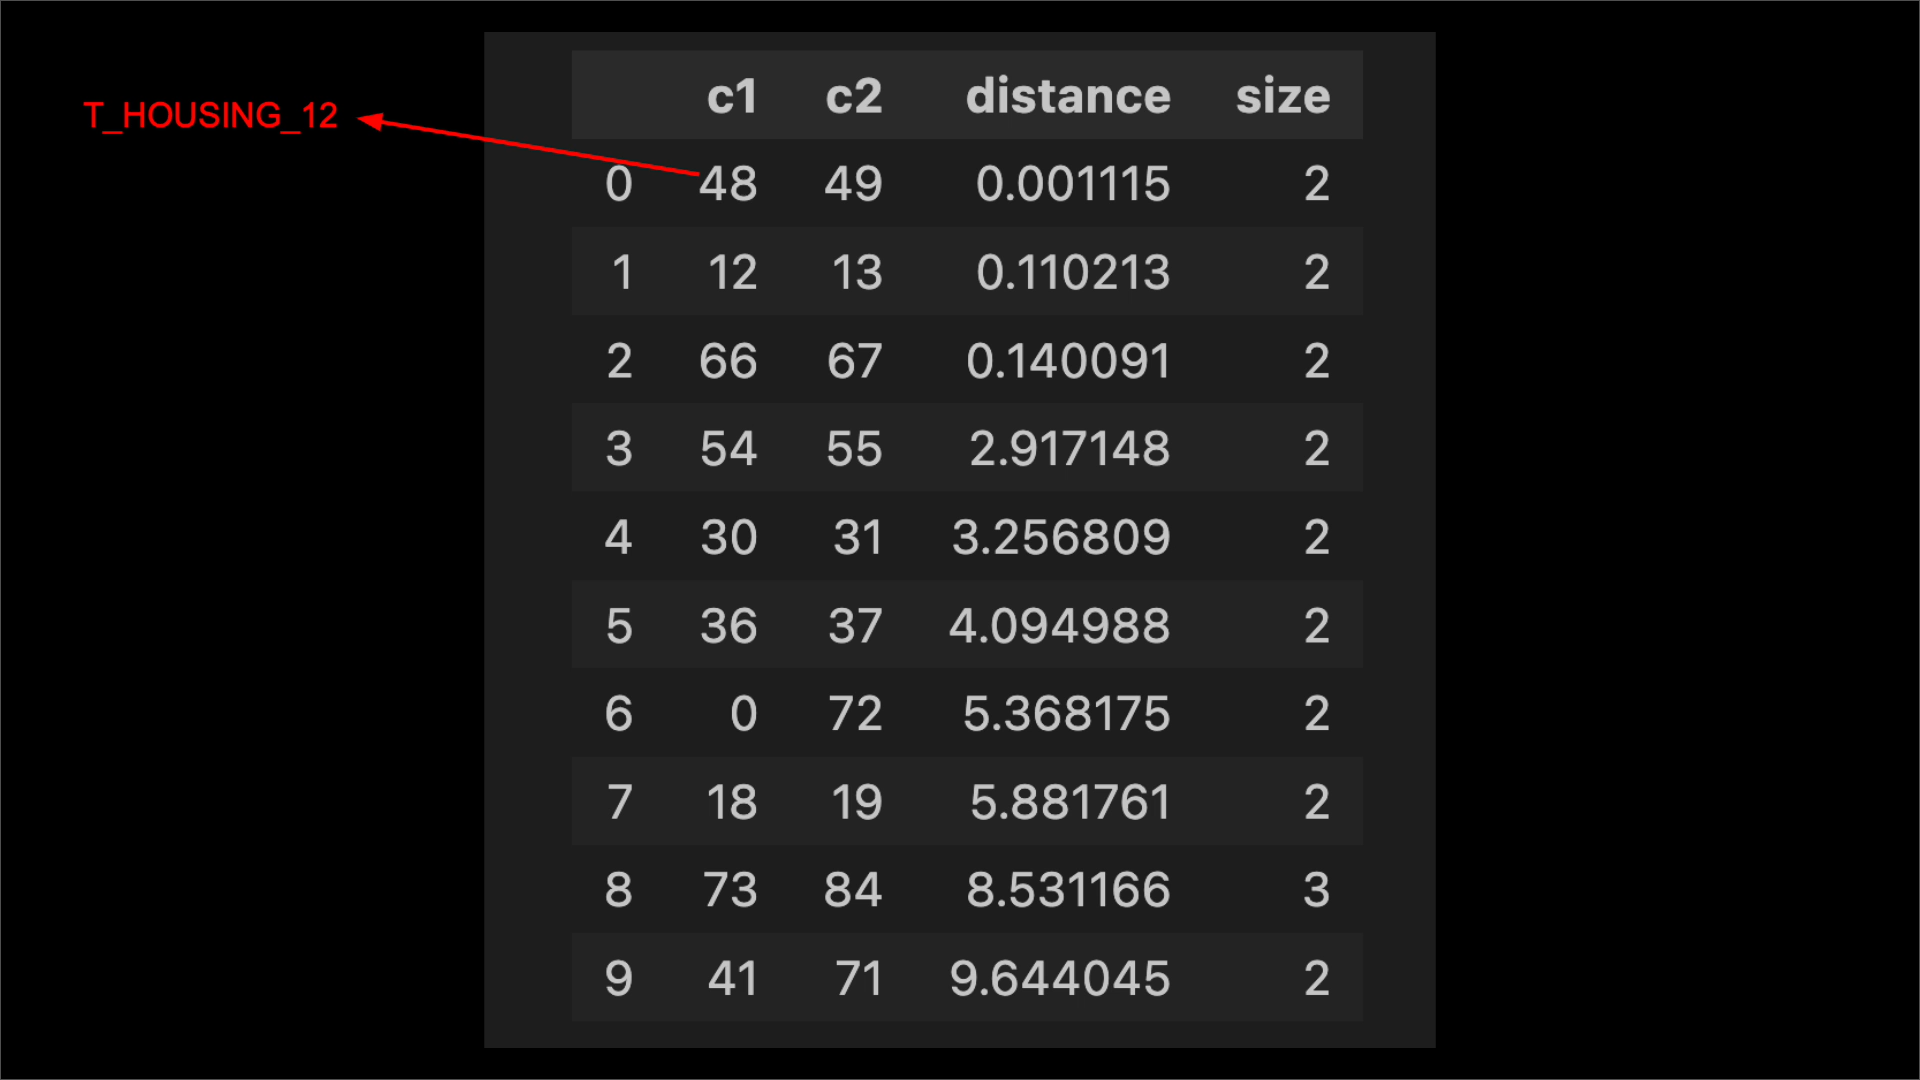 T_HOUSING_12
c1 c2 distance size
0 48 49 0.001115 2
1 12 13 0.110213 2
2 66 67 0.140091 2
3 54 55 2.917148 2
4 30 31 3.256809 2
5 36 37 4.094988 2
6 0 72 5.368175 2
7 18 19 5.881761 2
8 73 84 8.531166 3
9 41 71 9.644045 2